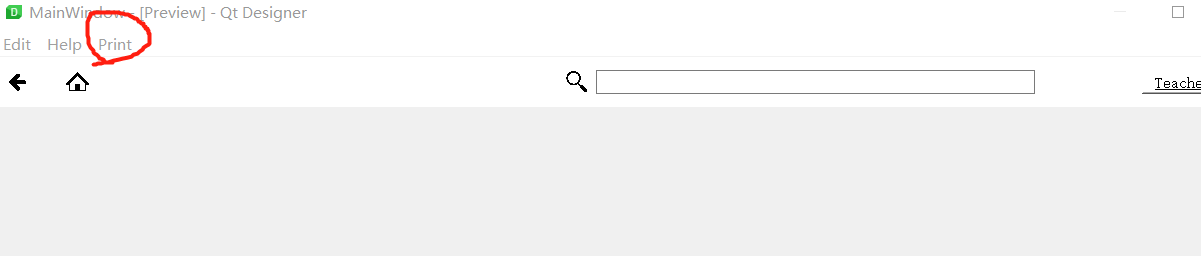 MainWindow - [Preview] - Qt Designer
Edit Help Print
Teache